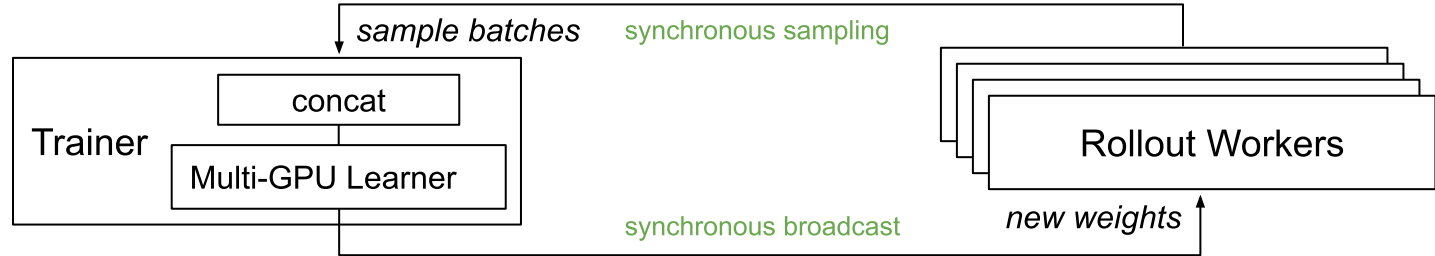 sample batches
synchronous sampling
concat
Trainer
Multi-GPU Learner
Rollout Workers
new weights
synchronous broadcast